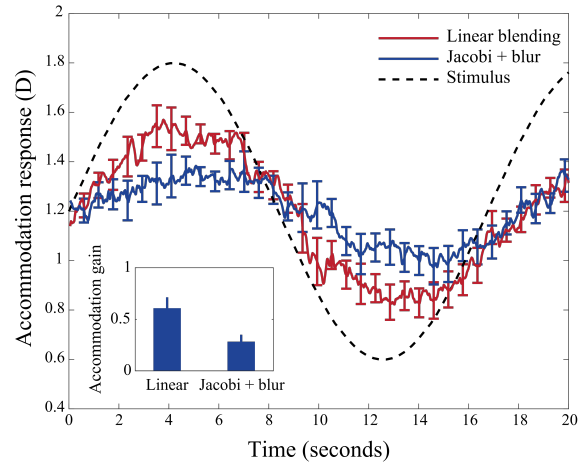 2
1.8
1.6
1.4
1.2
1
0.8
0.6
0.4
Accommodation response (D)
Linear blending
Jacobi + blur
Stimulus
1
0.5
0
Accommodation gain
Linear Jacobi + blur
0 2 4 6 8 10 12 14 16 18 20
Time (seconds)